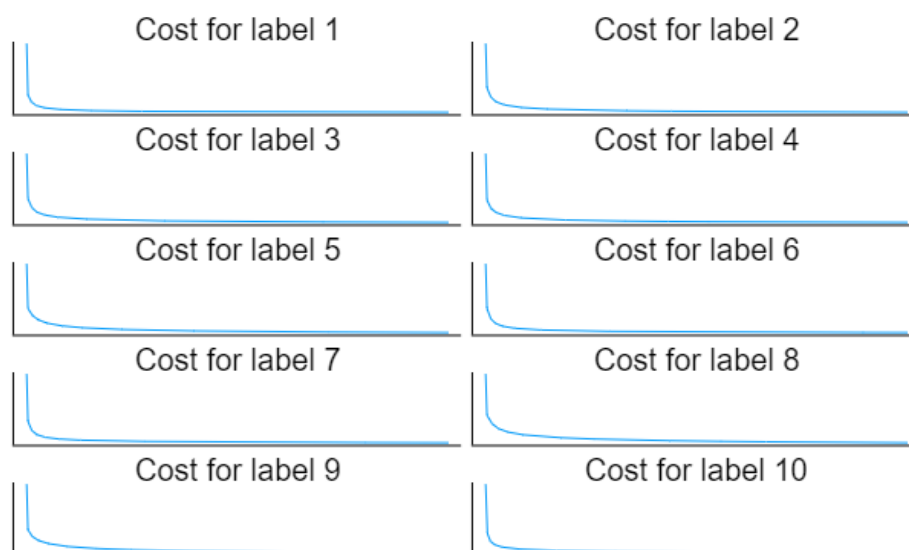 Cost for label 1
Cost for label 2
Cost for label 3
Cost for label 4
Cost for label 5
Cost for label 6
Cost for label 7
Cost for label 8
Cost for label 9
Cost for label 10